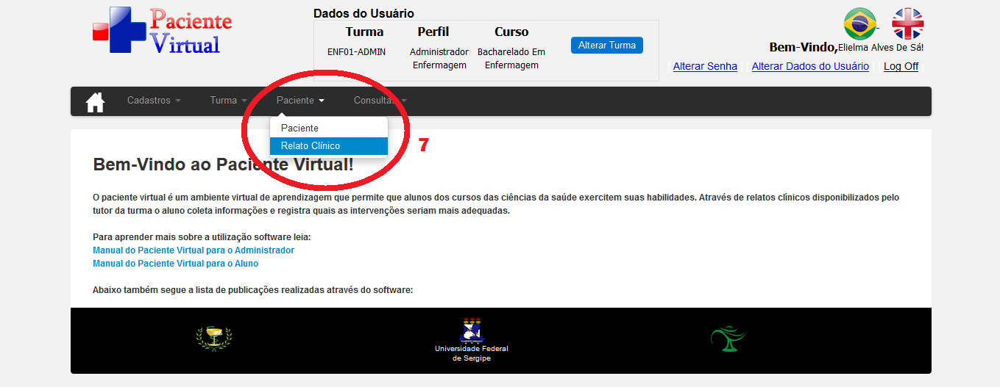 Paciente
Virtual
Dados do Usuário
Turma Perfil Curso
ENF01-ADMIN Administrador Enfermagem Bacharelado Em Enfermagem
Alterar Turma
Bem-Vindo,Elielma Alves De Sá!
Alterar Senha Alterar Dados do Usuário Log Off
Cadastros Turma Paciente Consultas
Paciente
Relato Clínico
7
Bem-Vindo ao Paciente Virtual!
O paciente virtual é um ambiente virtual de aprendizagem que permite que alunos dos cursos das ciências da saúde exercitem suas habilidades. Através de relatos clínicos disponibilizados pelo
tutor da turma o aluno coleta informações e registra quais as intervenções seriam mais adequadas.
Para aprender mais sobre a utilização software leia:
Manual do Paciente Virtual para o Administrador
Manual do Paciente Virtual para o Aluno
Abaixo também segue a lista de publicações realizadas através do software:
Universidade Federal
de Sergipe